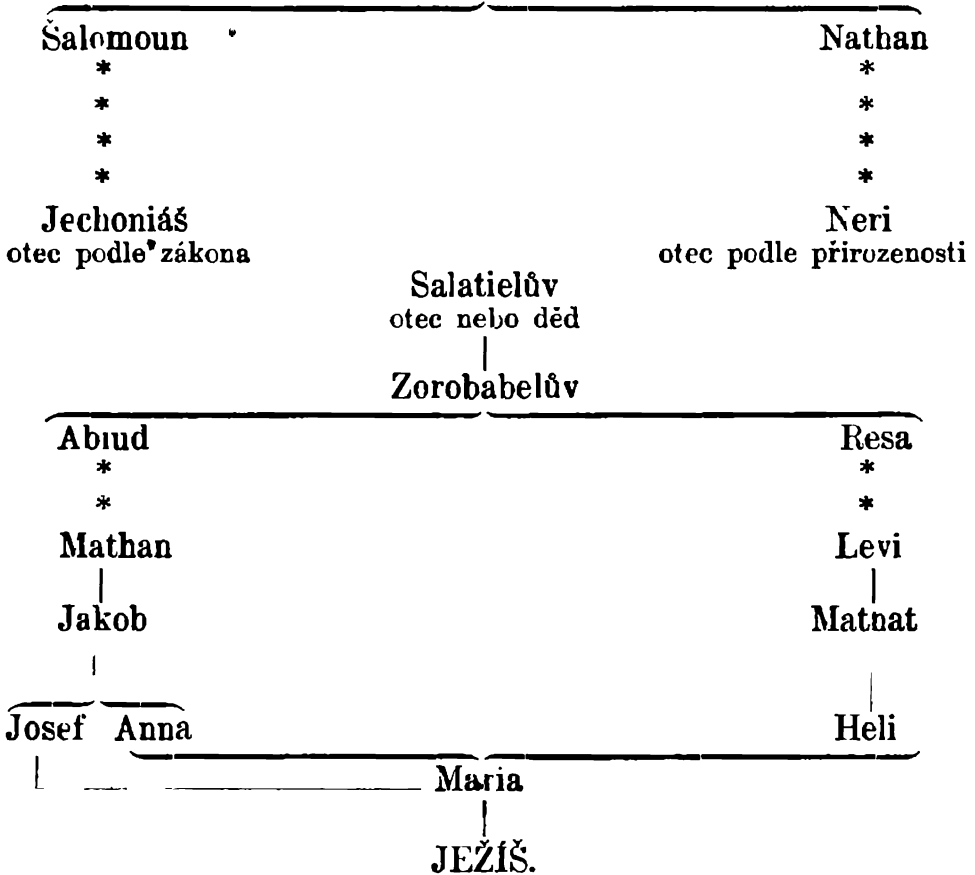 Šalomoun Nathan
* *
* *
* *
* *
Jechoniáš Neri
otec podle zákona otec podle přirozenosti
Salatielův
otec nebo děd
Zorobabelův
Abiud Resa
* *
* *
Mathan Levi
Jakob Matnat
Josef Anna Heli
Maria
JEŽÍŠ.